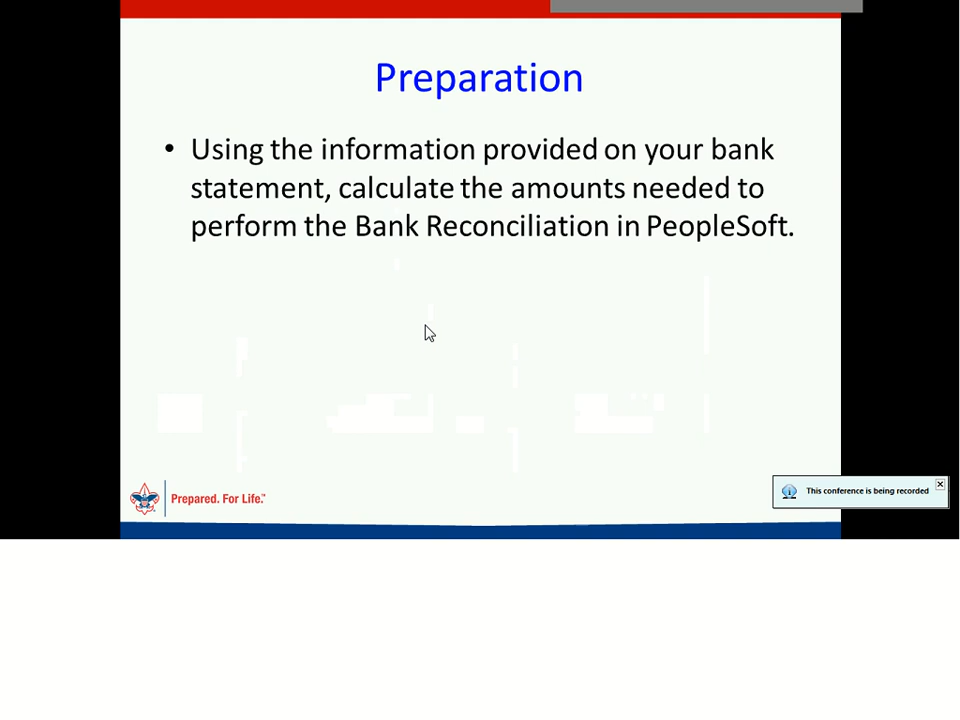 Preparation
• Using the information provided on your bank
statement, calculate the amounts needed to
perform the Bank Reconciliation in PeopleSoft.
Prepared. For Life.™
This conference is being recorded